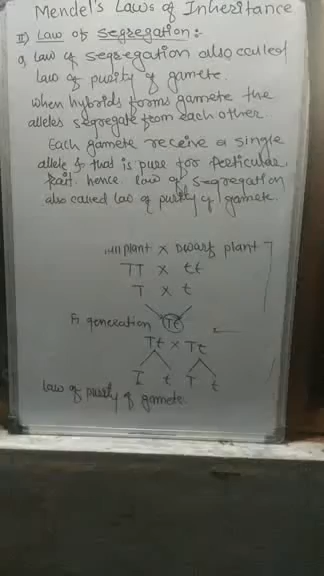 Mendel's Laws of Inheritance
II) Law of segregation:-
a) Law of segregation also called
law of purity of gamete.
when hybrids forms gamete the
alleles segregate from each other.
Each gamete receive a single
allele & that is pure for perticular
trait. hence law of segregation
also called law of purity of gamete.
plant × Dwarf plant
TT × tt
T × t
F1 generation Tt
Tt × Tt
T t T t
law of purity of gamete.